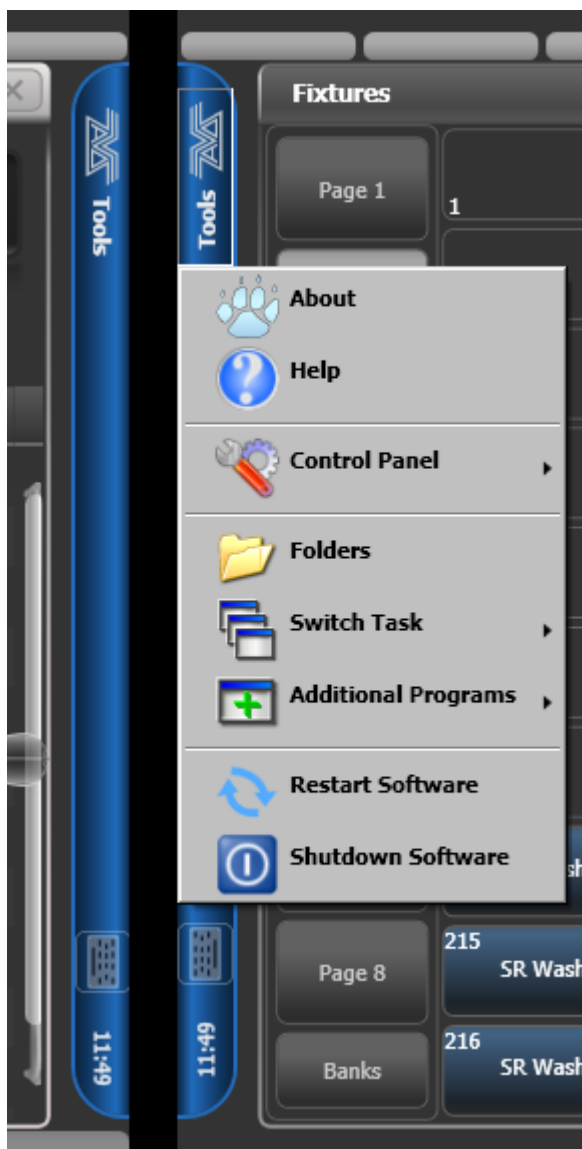 Tools
11:49
Tools
Fixtures
Page 1
1
About
Help
Control Panel
Folders
Switch Task
Additional Programs
Restart Software
Shutdown Software
Page 8
215
SR Wash
Banks
216
SR Wash
11:49